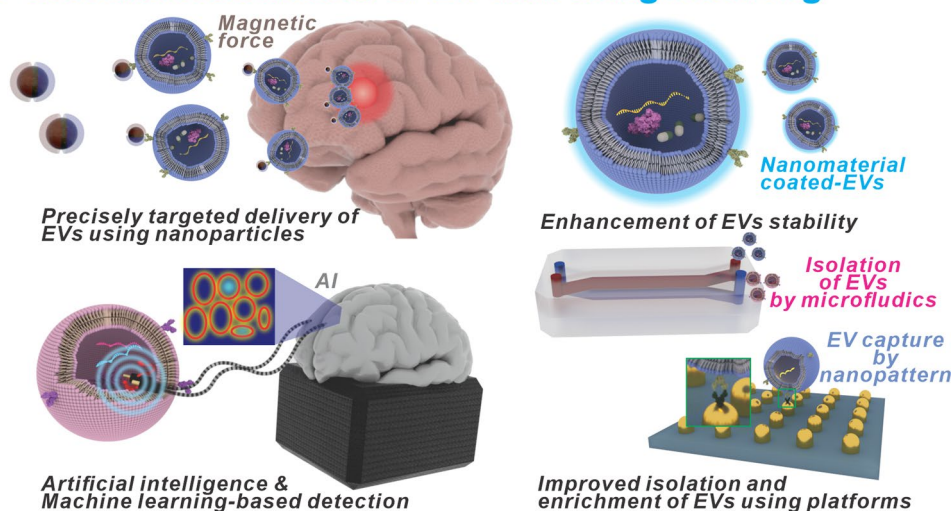 Magnetic
force
Precisely targeted delivery of
EVs using nanoparticles
Nanomaterial
coated-EVs
Enhancement of EVs stability
AI
Artificial intelligence &
Machine learning-based detection
Isolation
of EVs
by microfludics
EV capture
by
nanopattern
Improved isolation and
enrichment of EVs using platforms